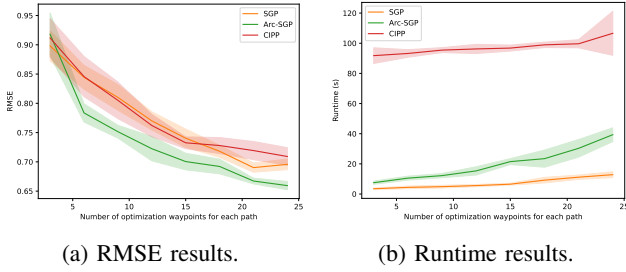 0.95
0.90
0.85
0.80
0.75
0.70
0.65
RMSE
5 10 15 20 25
Number of optimization waypoints for each path
SGP
Arc-SGP
CIPP
(a) RMSE results.
120
100
80
60
40
20
0
Runtime (s)
5 10 15 20 25
Number of optimization waypoints for each path
SGP
Arc-SGP
CIPP
(b) Runtime results.